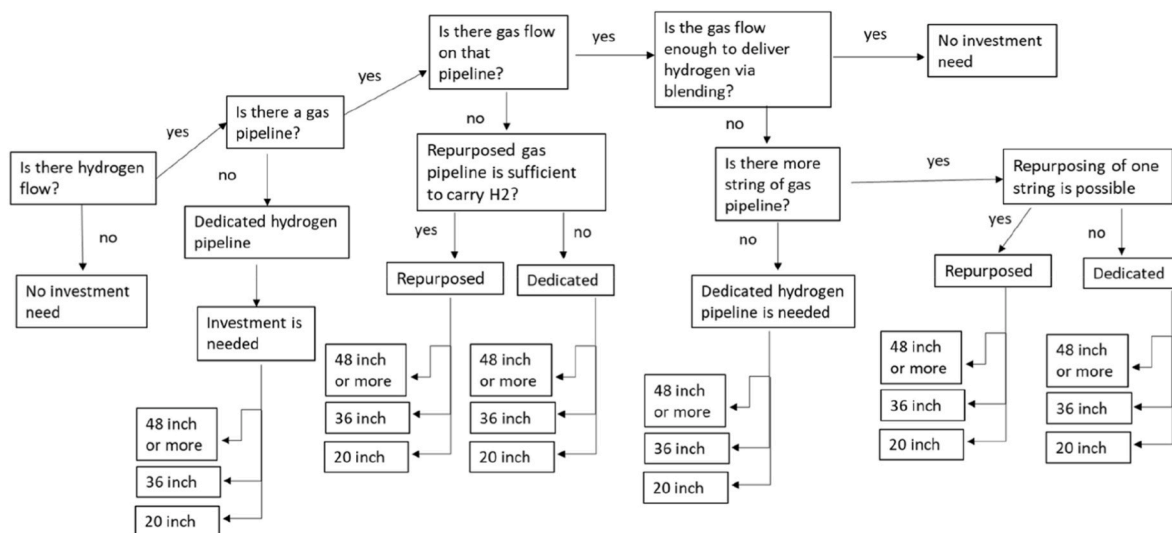 Is there hydrogen
flow?
yes
no
No investment
need
Is there a gas
pipeline?
yes
no
Dedicated hydrogen
pipeline
Investment is
needed
48 inch
or more
36 inch
20 inch
Is there gas flow
on that
pipeline?
yes
no
Repurposed gas
pipeline is sufficient
to carry H2?
yes
no
Repurposed
Dedicated
48 inch
or more
36 inch
20 inch
48 inch
or more
36 inch
20 inch
Is the gas flow
enough to deliver
hydrogen via
blending?
yes
No investment
need
no
Is there more
string of gas
pipeline?
yes
no
Dedicated hydrogen
pipeline is needed
48 inch
or more
36 inch
20 inch
Repurposing of one
string is possible
yes
no
Repurposed
Dedicated
48 inch
or more
36 inch
20 inch
48 inch
or more
36 inch
20 inch